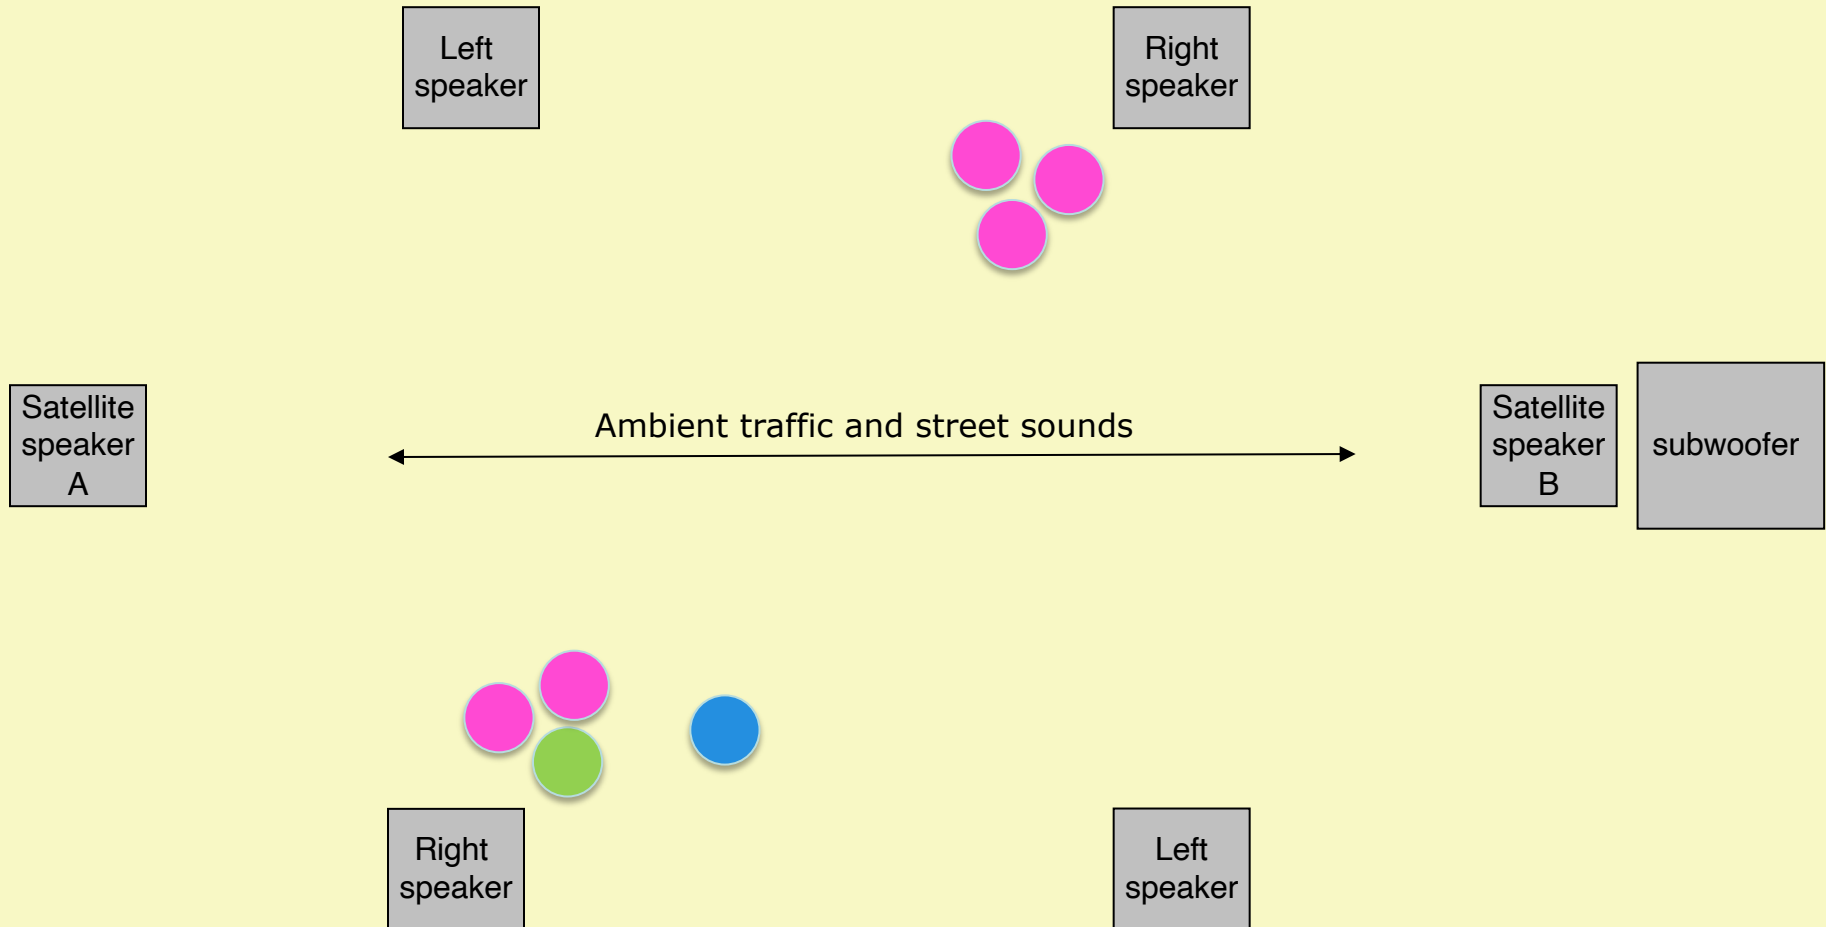 Left
speaker
Right
speaker
Satellite
speaker
A
Ambient traffic and street sounds
Satellite
speaker
B
subwoofer
Right
speaker
Left
speaker